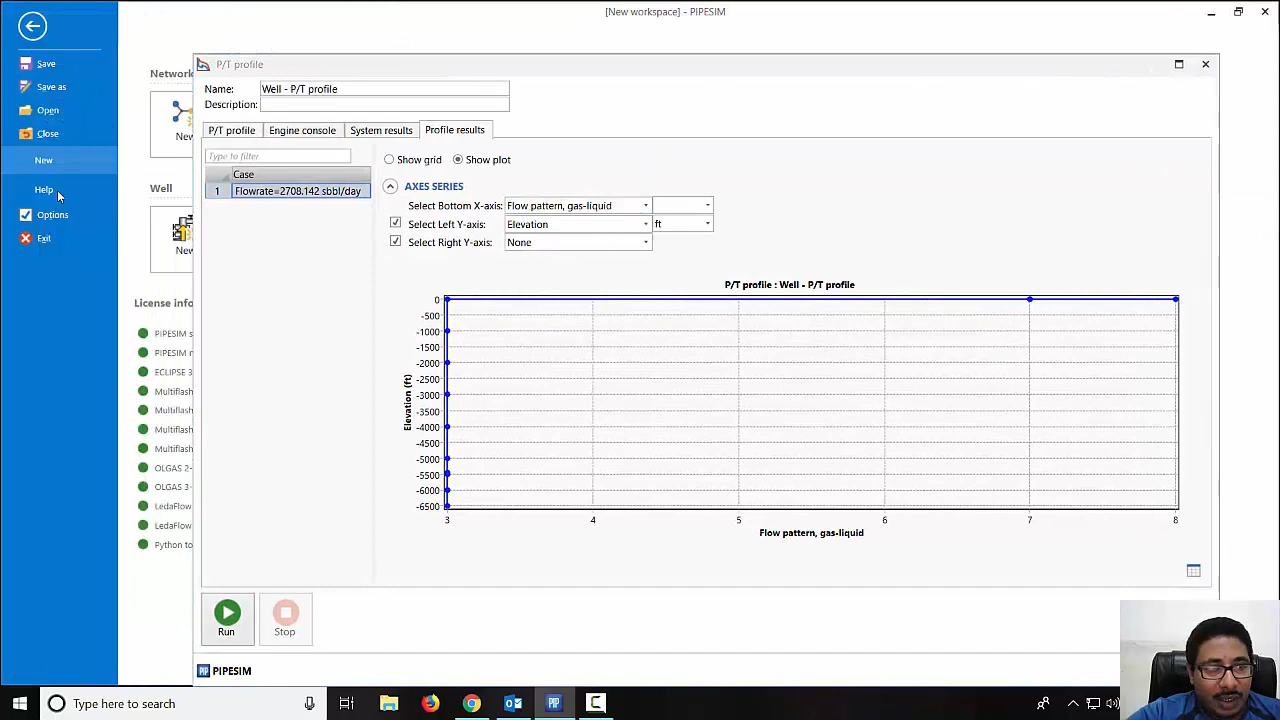 [New workspace] - PIPESIM
Save
Save as
Open
Close
New
Help
Options
Exit
Network
New
Well
New
License info
PIPESIM s
PIPESIM n
ECLIPSE 3
Multiflash
Multiflash
Multiflash
Multiflash
OLGAS 2-
OLGAS 3
LedaFlow
LedaFlow
Python to
P/T profile
Name: Well - P/T profile
Description:
P/T profile Engine console System results Profile results
Type to filter
Case
1 Flowrate=2708.142 sbbl/day
Show grid Show plot
AXES SERIES
Select Bottom X-axis: Flow pattern, gas-liquid
Select Left Y-axis: Elevation ft
Select Right Y-axis: None
P/T profile : Well - P/T profile
0
-500
-1000
-1500
-2000
-2500
-3000
-3500
-4000
-4500
-5000
-5500
-6000
-6500
Elevation (ft)
3 4 5 6 7 8
Flow pattern, gas-liquid
Run Stop
PIP PIPESIM
Type here to search
PIP